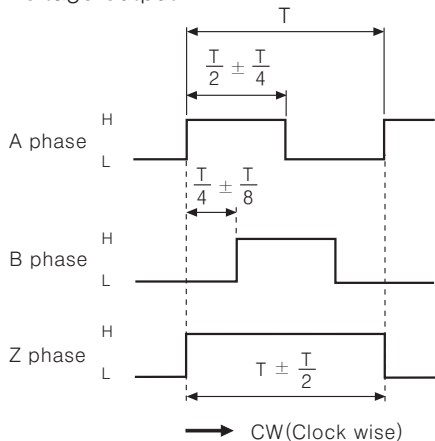 T
T/2 ± T/4
H
A phase
L
T/4 ± T/8
H
B phase
L
H
Z phase
L
T ± T/2
CW(Clock wise)